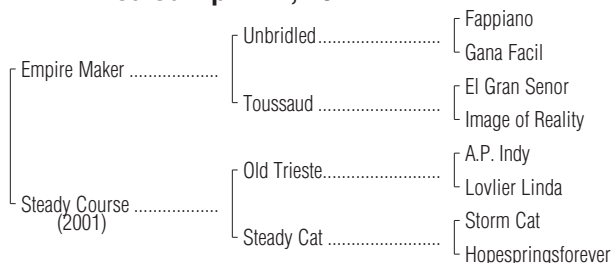 Fappiano
Unbridled....................
Gana Facil
Empire Maker ....................
El Gran Senor
Toussaud ....................
Image of Reality
A.P. Indy
Old Trieste....................
Lovlier Linda
Steady Course ....................
(2001)
Storm Cat
Steady Cat ....................
Hopespringsforever